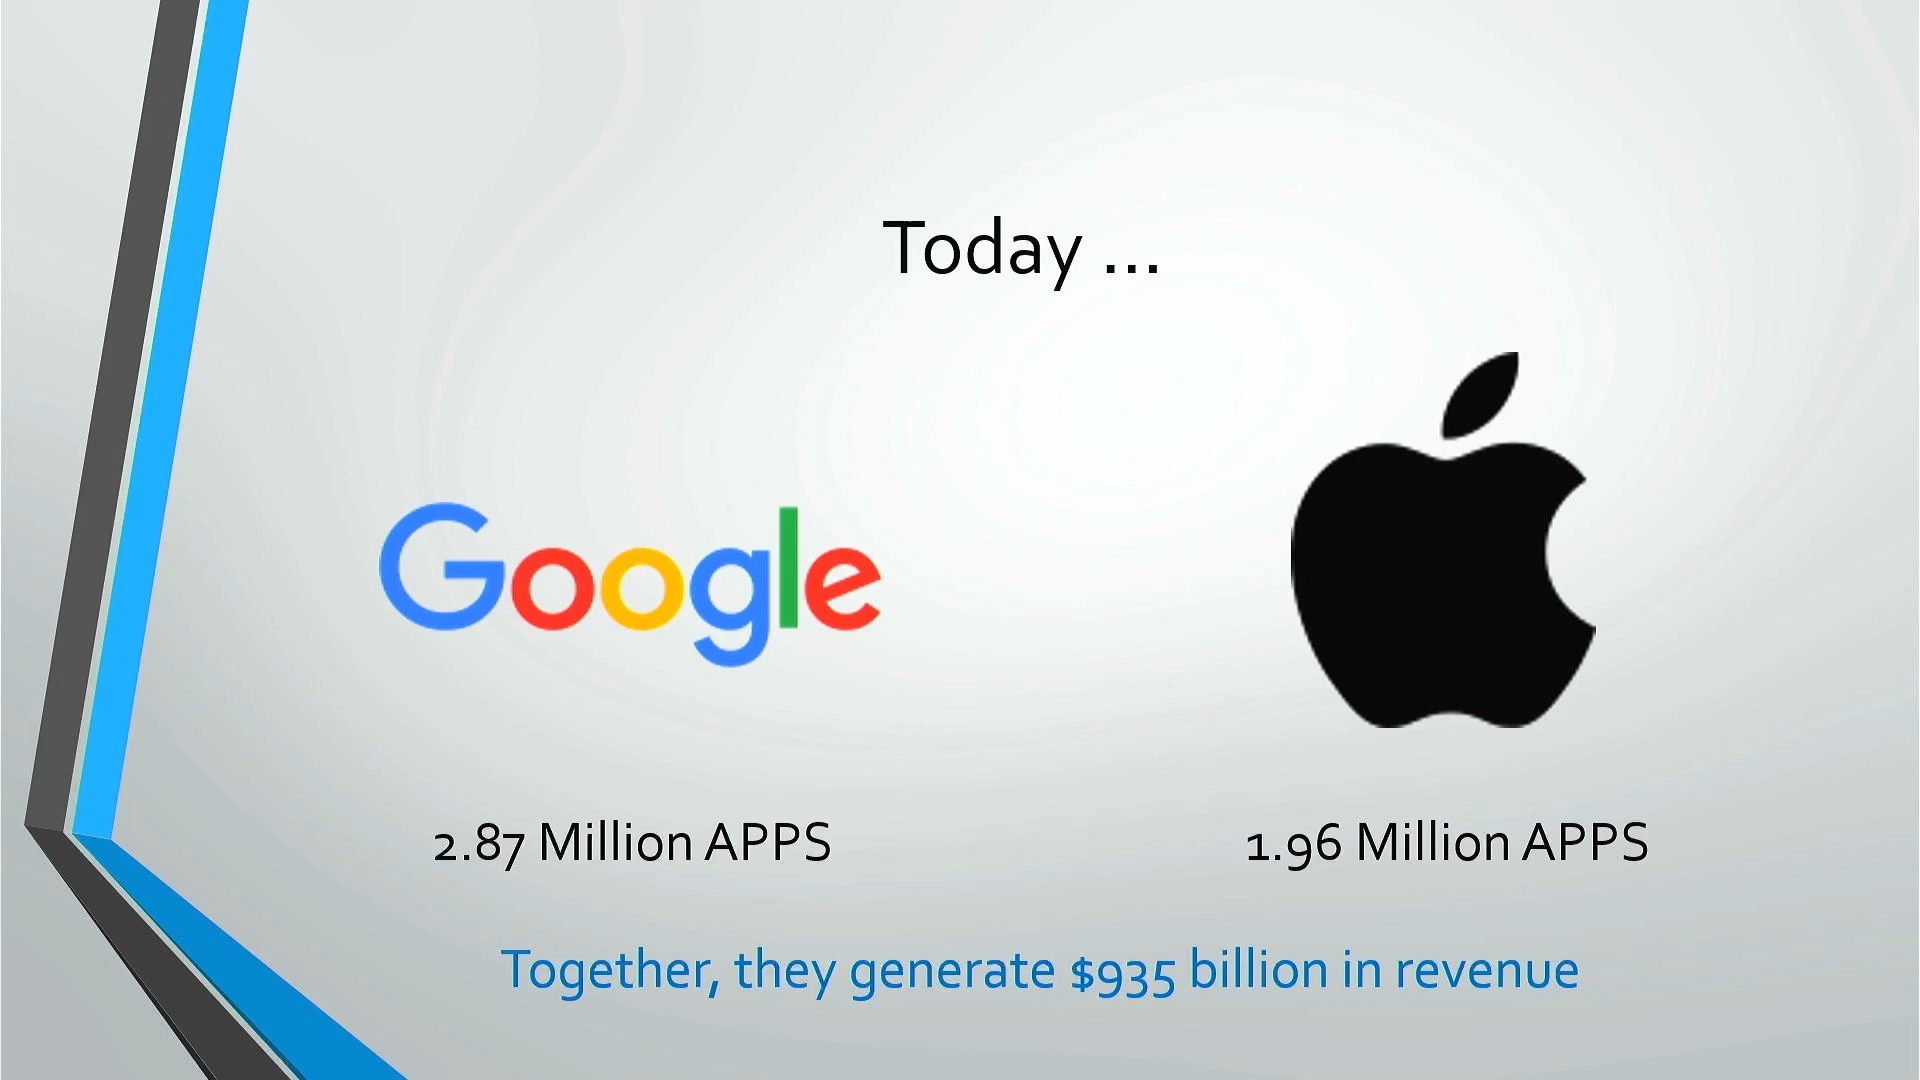 Today ...
Google
2.87 Million APPS
1.96 Million APPS
Together, they generate $935 billion in revenue